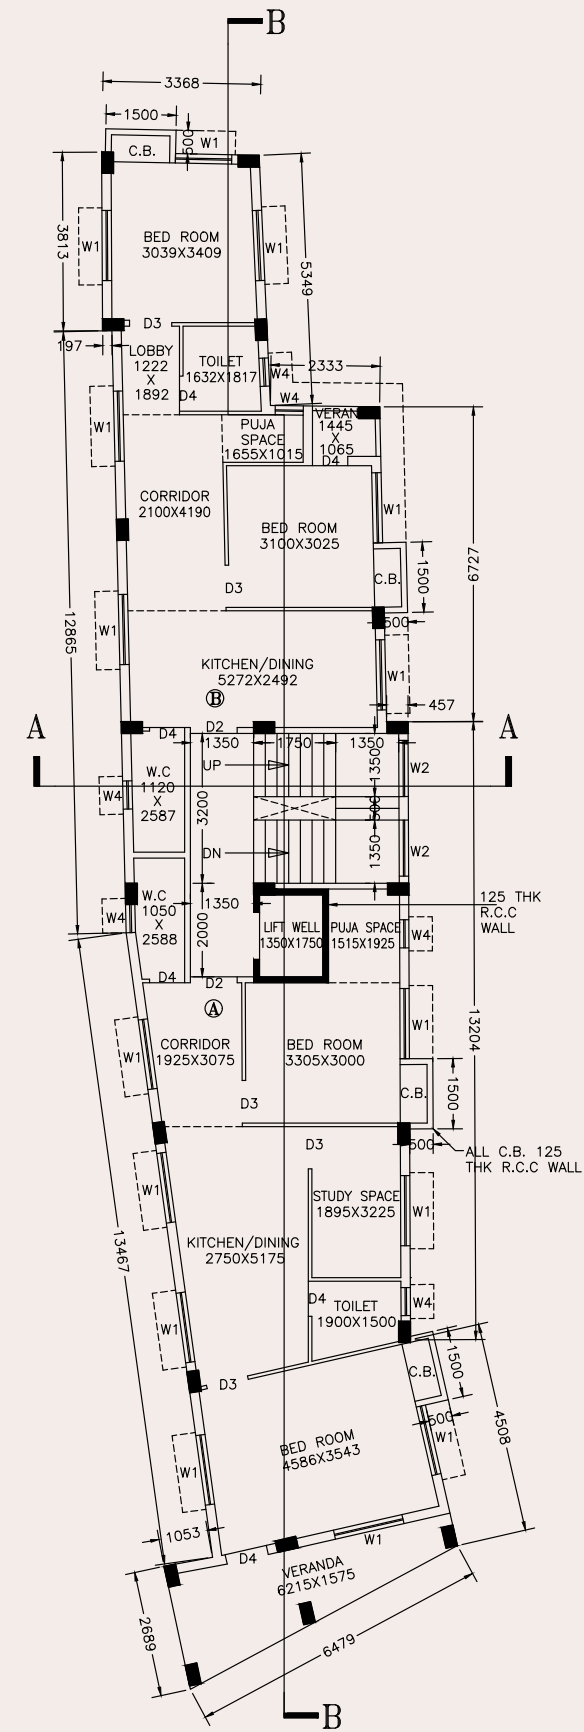 B
3368
1500
500
W1
C.B.
3813
W1
BED ROOM
3039X3409
W1
5349
D3
197
LOBBY
1222
X
1892
TOILET
1632X1817
D4
W4
2333
W4
W1
PUJA
SPACE
1655X1015
VERAN
1445
X
1065
D4
CORRIDOR
2100X4190
BED ROOM
3100X3025
W1
7279
C.B.
1500
D3
500
12865
W1
KITCHEN/DINING
5272X2492
W1
B
457
A
A
D4
D2
1350
1750
1350
UP
1350
W2
W.C
1120
X
2587
W4
3200
500
DN
1350
W2
W.C
1050
X
2588
1350
125 THK
R.C.C
WALL
W4
2000
LIFT WELL
1350X1750
PUJA SPACE
1515X1925
W4
D4
D2
A
W1
13204
W1
CORRIDOR
1925X3075
BED ROOM
3305X3000
C.B.
1500
D3
D3
500
ALL C.B. 125
THK R.C.C WALL
W1
STUDY SPACE
1895X3225
W1
13467
KITCHEN/DINING
2750X5175
D4
TOILET
1900X1500
W4
W1
D3
C.B.
1500
500
4508
W1
BED ROOM
4586X3543
W1
1053
D4
W1
VERANDA
6215X1575
2689
6479
B